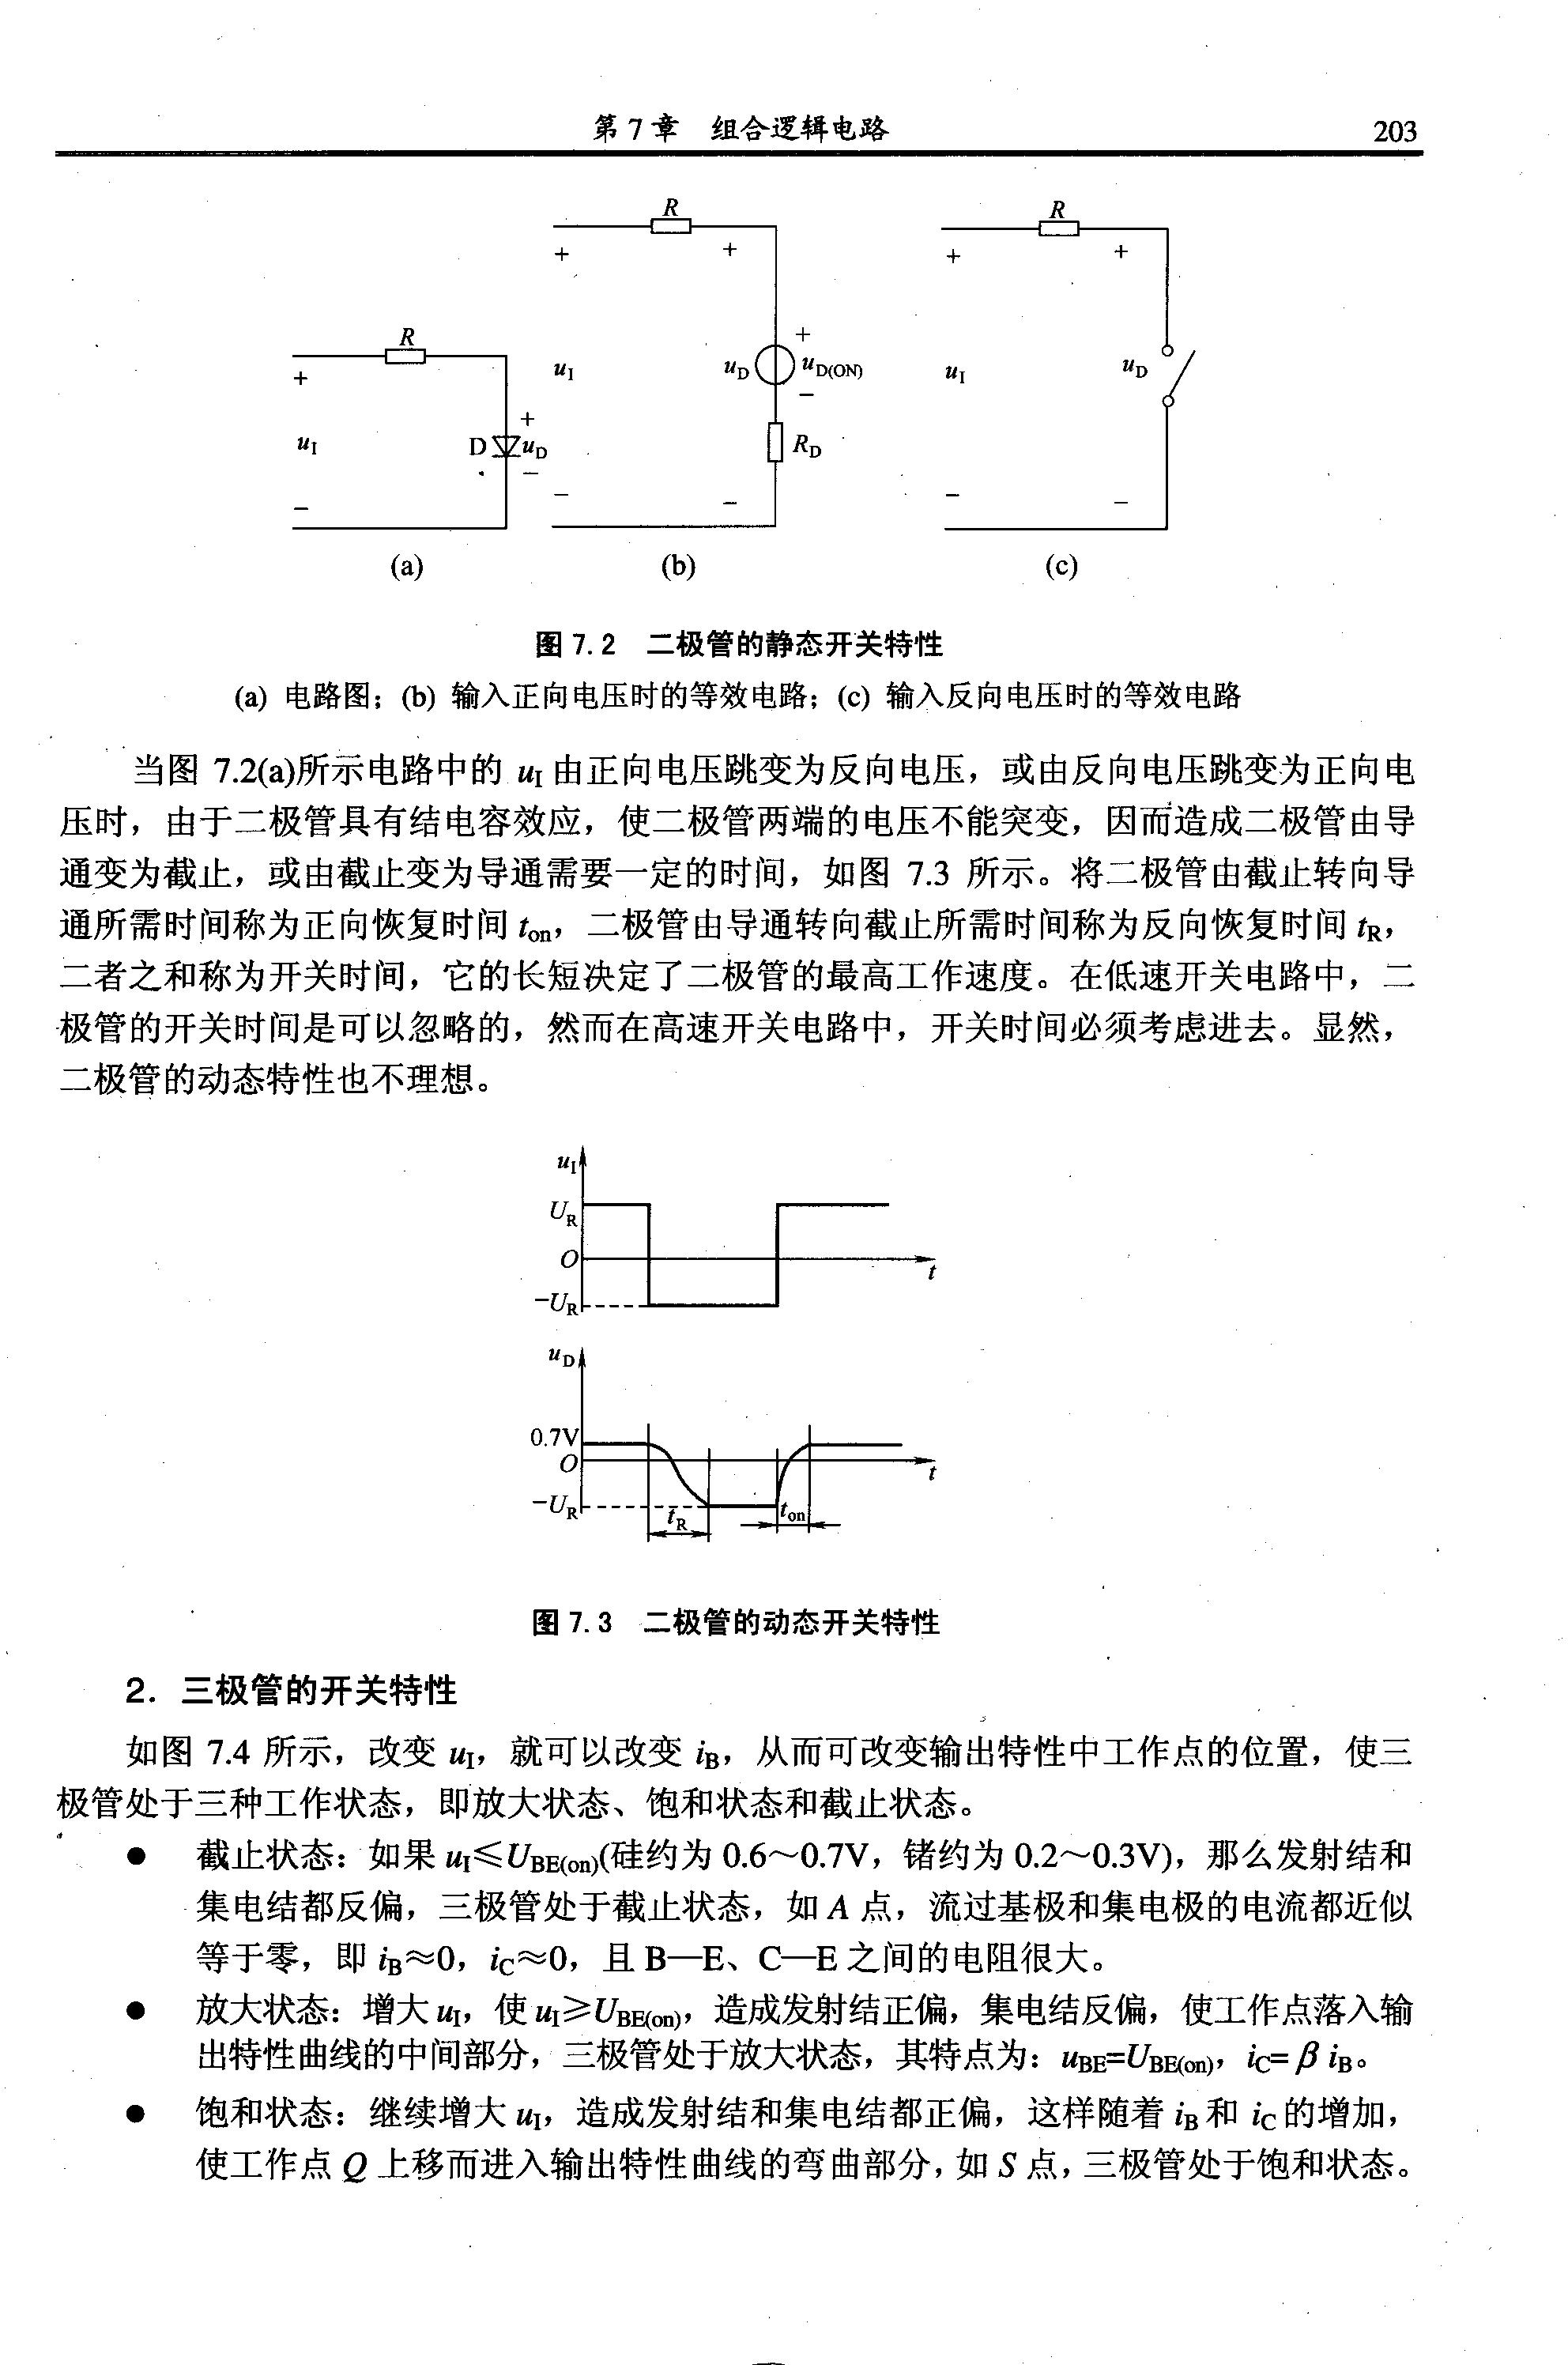 第7章 组合逻辑电路 203
R R R
+ + + +
R + u_I u_D u_D(ON) u_I u_D
+ −
u_I D + u_D R_D
−
− − − − −
(a) (b) (c)
图 7.2 二极管的静态开关特性
(a) 电路图；(b) 输入正向电压时的等效电路；(c) 输入反向电压时的等效电路
当图 7.2(a)所示电路中的 u_I 由正向电压跳变为反向电压，或由反向电压跳变为正向电
压时，由于二极管具有结电容效应，使二极管两端的电压不能突变，因而造成二极管由导
通变为截止，或由截止变为导通需要一定的时间，如图 7.3 所示。将二极管由截止转向导
通所需时间称为正向恢复时间 t_on，二极管由导通转向截止所需时间称为反向恢复时间 t_R，
二者之和称为开关时间，它的长短决定了二极管的最高工作速度。在低速开关电路中，二
极管的开关时间是可以忽略的，然而在高速开关电路中，开关时间必须考虑进去。显然，
二极管的动态特性也不理想。
u_I
U_R
O
t
−U_R
u_D
0.7V
O
t
−U_R
t_R t_on
图 7.3 二极管的动态开关特性
2．三极管的开关特性
如图 7.4 所示，改变 u_I，就可以改变 i_B，从而可改变输出特性中工作点的位置，使三
极管处于三种工作状态，即放大状态、饱和状态和截止状态。
● 截止状态：如果 u_I≤U_BE(on)(硅约为 0.6～0.7V，锗约为 0.2～0.3V)，那么发射结和
集电结都反偏，三极管处于截止状态，如 A 点，流过基极和集电极的电流都近似
等于零，即 i_B≈0，i_C≈0，且 B—E、C—E 之间的电阻很大。
● 放大状态：增大 u_I，使 u_I≥U_BE(on)，造成发射结正偏，集电结反偏，使工作点落入输
出特性曲线的中间部分，三极管处于放大状态，其特点为：u_BE=U_BE(on)，i_C=β i_B。
● 饱和状态：继续增大 u_I，造成发射结和集电结都正偏，这样随着 i_B 和 i_C 的增加，
使工作点 Q 上移而进入输出特性曲线的弯曲部分，如 S 点，三极管处于饱和状态。